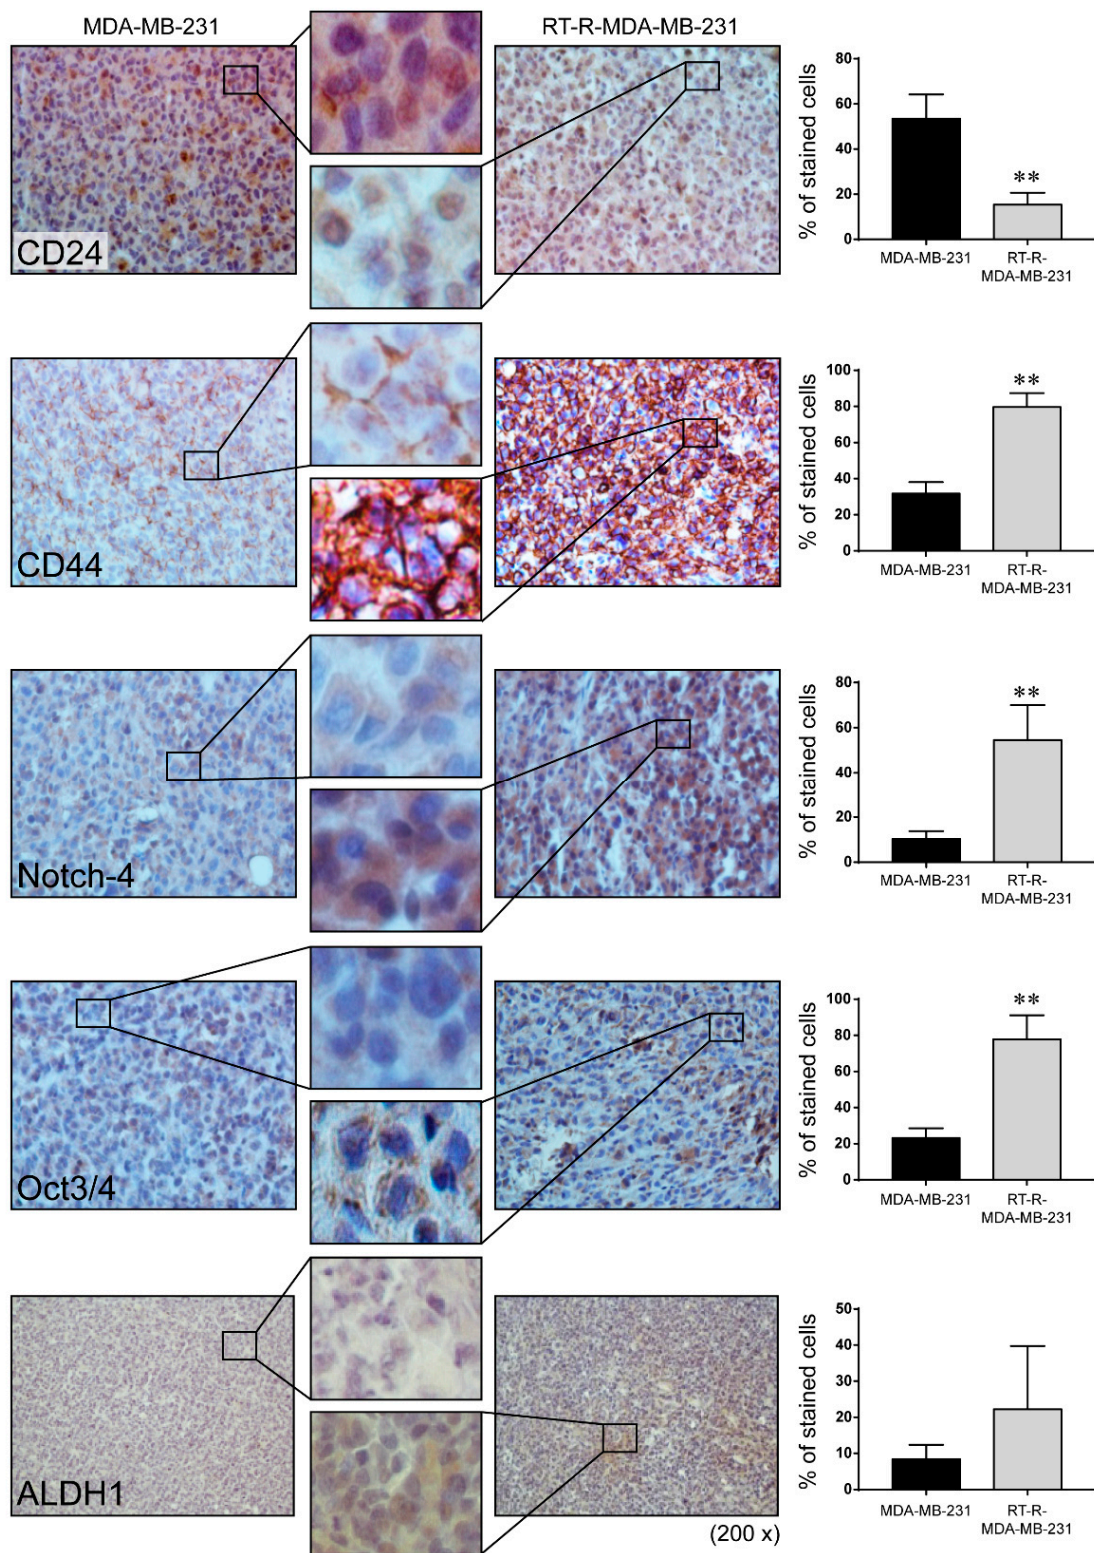 MDA-MB-231
RT-R-MDA-MB-231
CD24
% of stained cells
80
60
40
20
0
**
MDA-MB-231
RT-R-
MDA-MB-231
CD44
% of stained cells
100
80
60
40
20
0
**
MDA-MB-231
RT-R-
MDA-MB-231
Notch-4
% of stained cells
80
60
40
20
0
**
MDA-MB-231
RT-R-
MDA-MB-231
Oct3/4
% of stained cells
100
80
60
40
20
0
**
MDA-MB-231
RT-R-
MDA-MB-231
ALDH1
(200 x)
% of stained cells
50
40
30
20
10
0
MDA-MB-231
RT-R-
MDA-MB-231